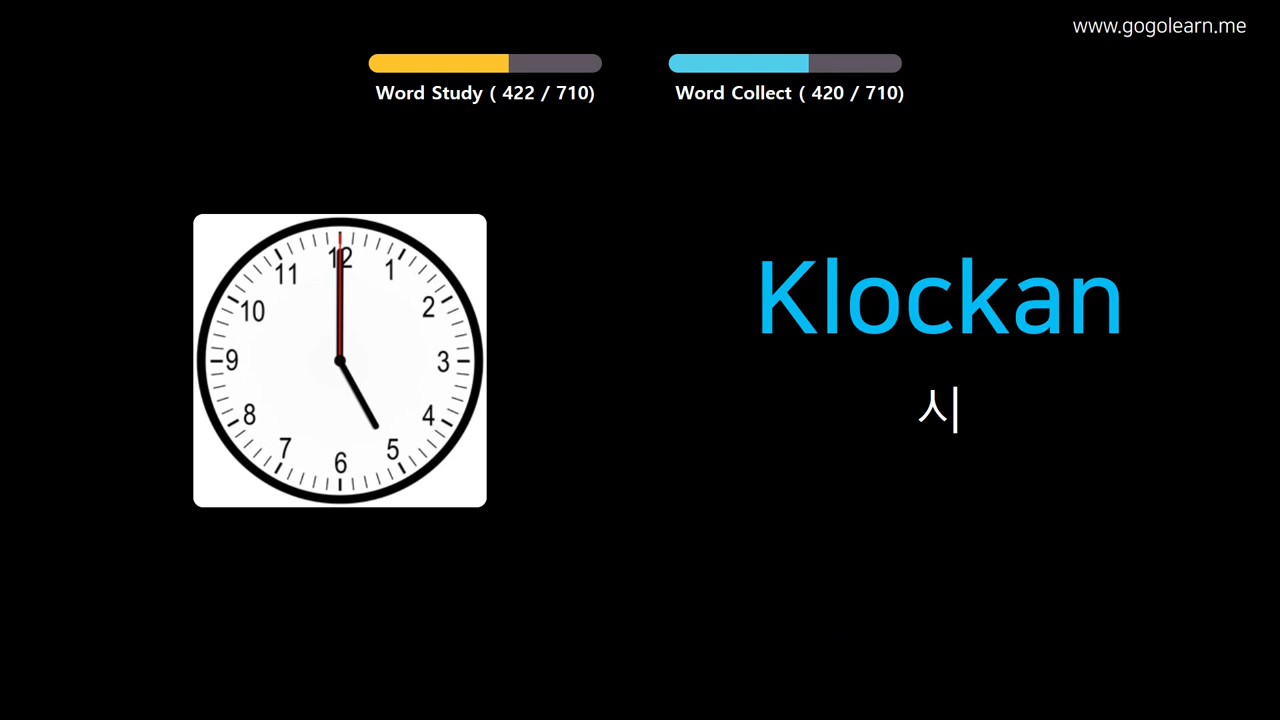 www.gogolearn.me
Word Study ( 422 / 710)
Word Collect ( 420 / 710)
12
11
1
10
2
9
3
8
4
7
5
6
Klockan
시